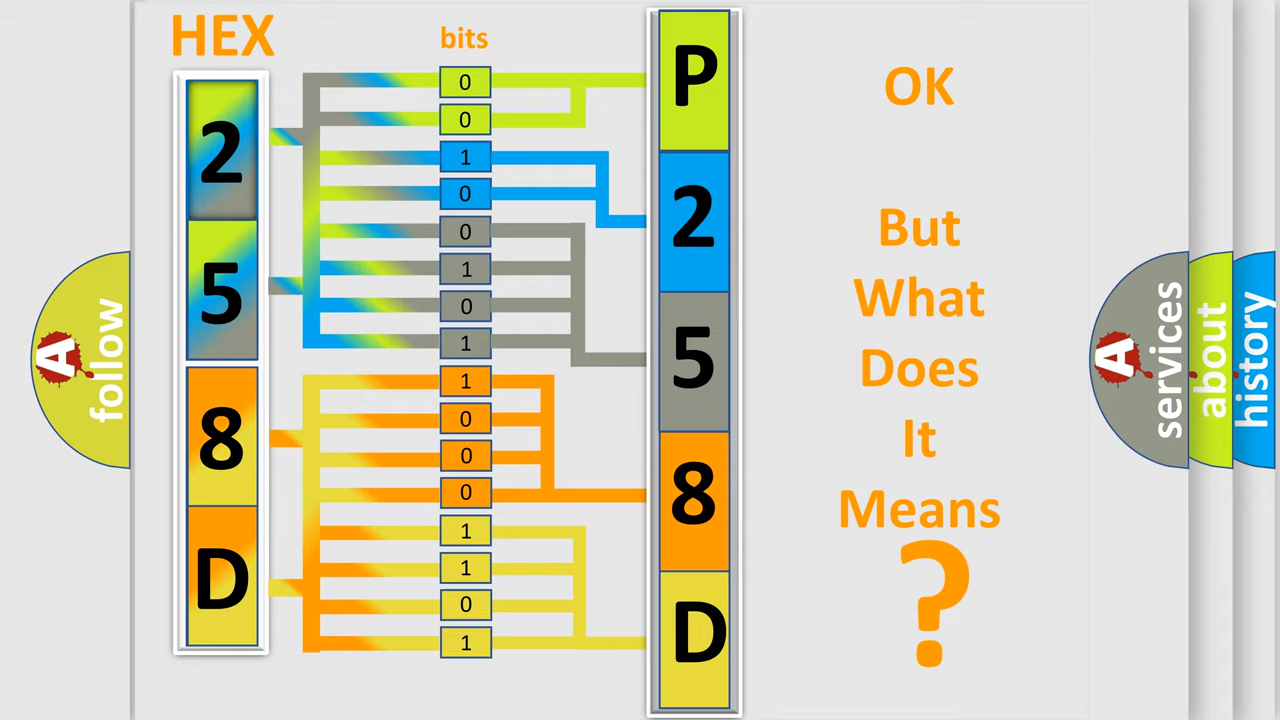 HEX
bits
2
5
8
D
0
0
1
0
0
1
0
1
1
0
0
0
1
1
0
1
P
2
5
8
D
OK
But
What
Does
It
Means
?
A
follow
A
services
about
history